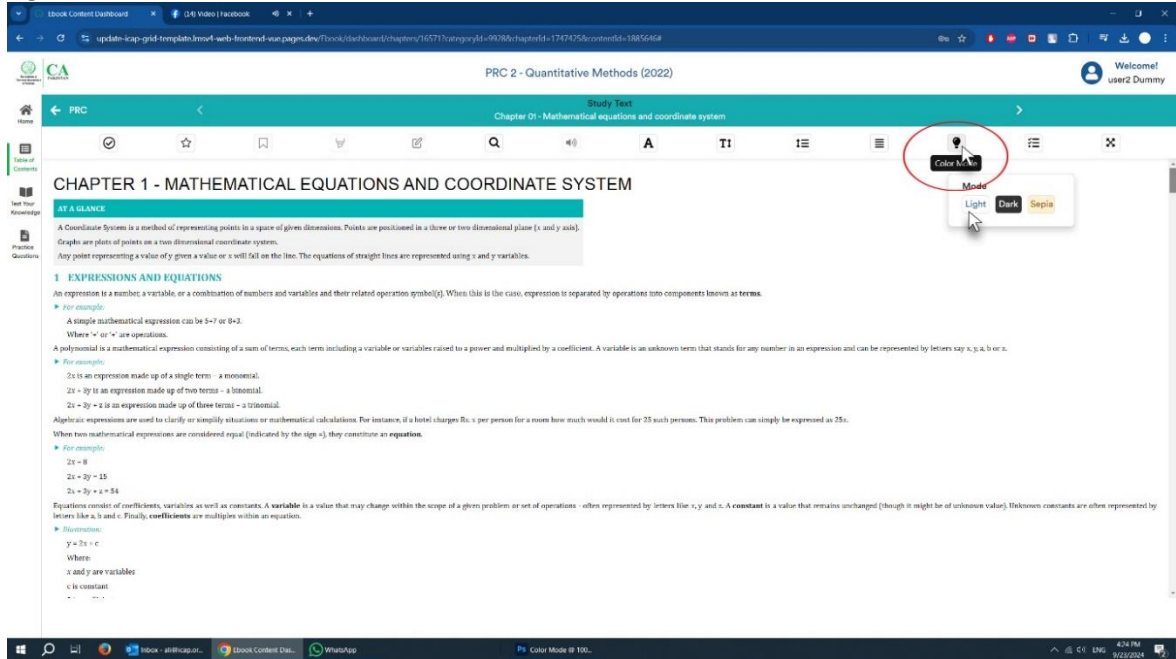 Ebook Content Dashboard
(14) Video | Facebook
update-icap-grid-template.lmsv4-web-frontend-vue.pages.dev/Ebook/dashboard/chapters/16571?categoryId=9928&chapterId=1747425&contentId=1885646#
CA
PAKISTAN
PRC 2 - Quantitative Methods (2022)
Welcome!
user2 Dummy
Home
PRC
Study Text
Chapter 01 - Mathematical equations and coordinate system
Table of
Contents
Test Your
Knowledge
Practice
Questions
A
TI
Color Mode
Mode
Light Dark Sepia
CHAPTER 1 - MATHEMATICAL EQUATIONS AND COORDINATE SYSTEM
AT A GLANCE
A Coordinate System is a method of representing points in a space of given dimensions. Points are positioned in a three or two dimensional plane (x and y axis).
Graphs are plots of points on a two dimensional coordinate system.
Any point representing a value of y given a value or x will fall on the line. The equations of straight lines are represented using x and y variables.
1 EXPRESSIONS AND EQUATIONS
An expression is a number, a variable, or a combination of numbers and variables and their related operation symbol(s). When this is the case, expression is separated by operations into components known as terms.
For example:
A simple mathematical expression can be 5+7 or 8+3.
Where '+' or '+' are operations.
A polynomial is a mathematical expression consisting of a sum of terms, each term including a variable or variables raised to a power and multiplied by a coefficient. A variable is an unknown term that stands for any number in an expression and can be represented by letters say x, y, a, b or z.
For example:
2x is an expression made up of a single term – a monomial.
2x + 3y is an expression made up of two terms – a binomial.
2x + 3y + z is an expression made up of three terms – a trinomial.
Algebraic expressions are used to clarify or simplify situations or mathematical calculations. For instance, if a hotel charges Rs. x per person for a room how much would it cost for 25 such persons. This problem can simply be expressed as 25x.
When two mathematical expressions are considered equal (indicated by the sign =), they constitute an equation.
For example:
2x = 8
2x + 3y = 15
2x + 3y + z = 54
Equations consist of coefficients, variables as well as constants. A variable is a value that may change within the scope of a given problem or set of operations - often represented by letters like x, y and z. A constant is a value that remains unchanged (though it might be of unknown value). Unknown constants are often represented by
letters like a, b and c. Finally, coefficients are multiples within an equation.
Illustration:
y = 2x + c
Where:
x and y are variables
c is constant
Inbox - ali@icap.or...
Ebook Content Das...
WhatsApp
Ps Color Mode @ 100...
ENG
4:24 PM
9/23/2024